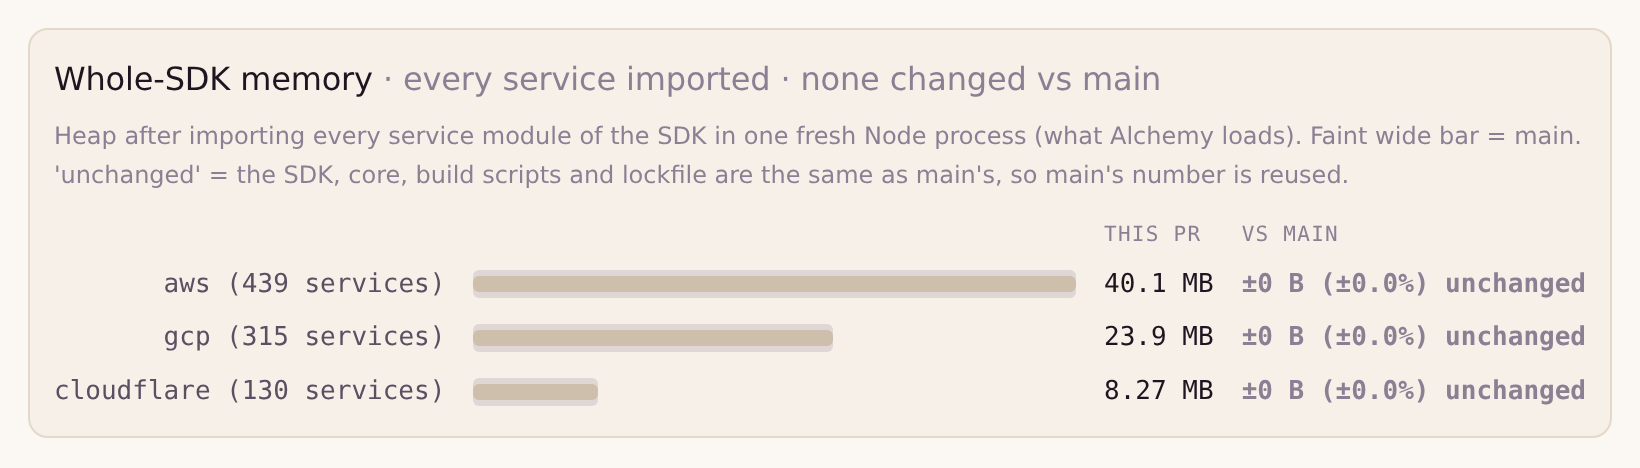 Whole-SDK memory · every service imported · none changed vs main
Heap after importing every service module of the SDK in one fresh Node process (what Alchemy loads). Faint wide bar = main.
'unchanged' = the SDK, core, build scripts and lockfile are the same as main's, so main's number is reused.
THIS PR VS MAIN
aws (439 services) 40.1 MB ±0 B (±0.0%) unchanged
gcp (315 services) 23.9 MB ±0 B (±0.0%) unchanged
cloudflare (130 services) 8.27 MB ±0 B (±0.0%) unchanged